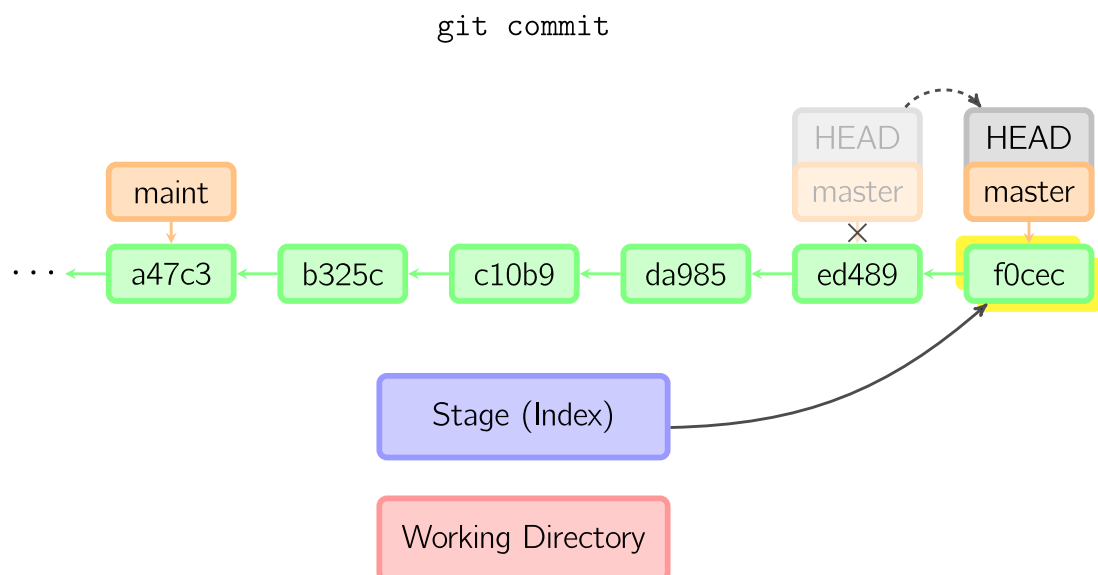 git commit
HEAD HEAD
maint master master
... a47c3 b325c c10b9 da985 ed489 f0cec
Stage (Index)
Working Directory